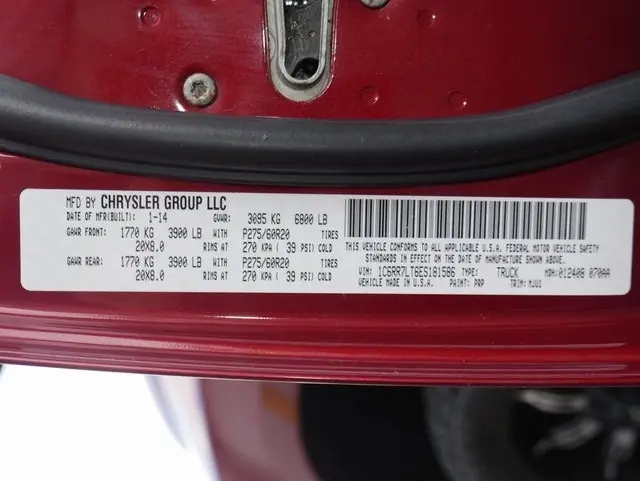 MFD BY CHRYSLER GROUP LLC
DATE OF MFR(BUILT): 1-14 GVWR: 3085 KG 6800 LB
GAWR FRONT: 1770 KG 3900 LB WITH P275/60R20 TIRES
20X8.0 RIMS AT 270 KPA ( 39 PSI) COLD
GAWR REAR: 1770 KG 3900 LB WITH P275/60R20 TIRES
20X8.0 RIMS AT 270 KPA ( 39 PSI) COLD
THIS VEHICLE CONFORMS TO ALL APPLICABLE U.S.A. FEDERAL MOTOR VEHICLE SAFETY
STANDARDS IN EFFECT ON THE DATE OF MANUFACTURE SHOWN ABOVE.
VIN: 1C6RR7LT6ES181586 TYPE: TRUCK MDH:012408 070AA
VEHICLE MADE IN U.S.A. PAINT: PRP TRIM: MJU1